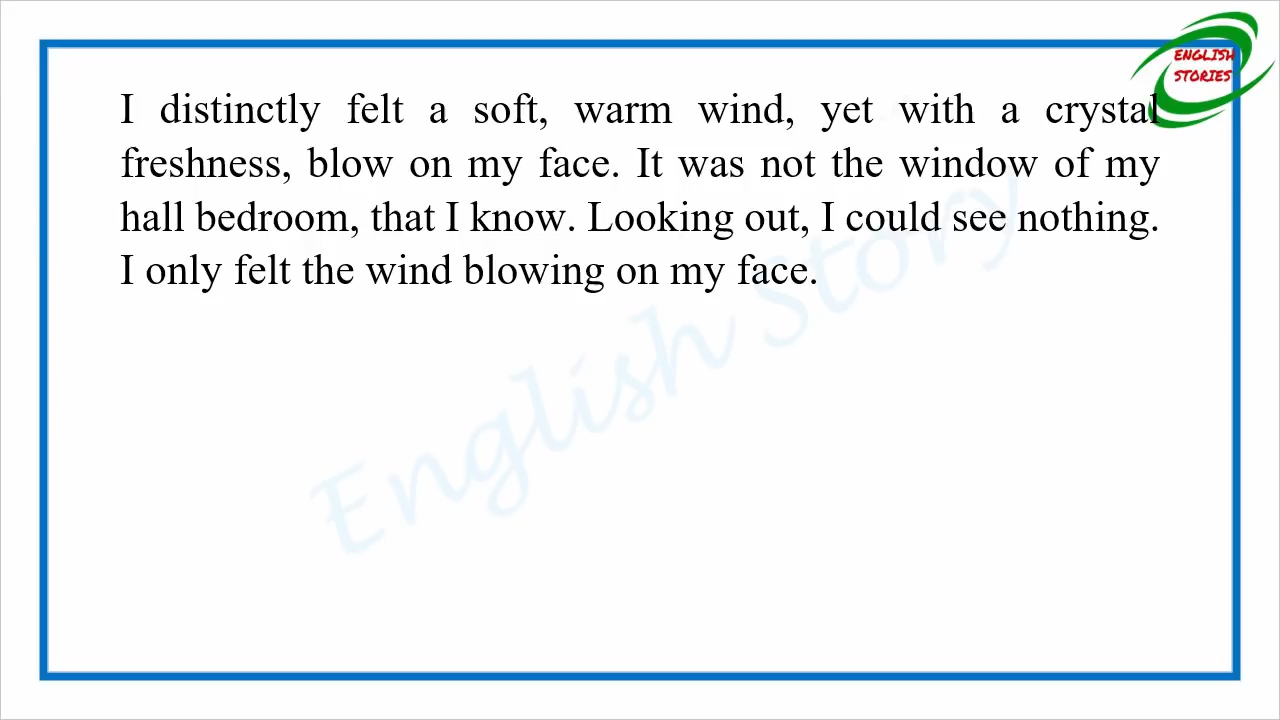 ENGLISH
STORIES
I distinctly felt a soft, warm wind, yet with a crystal
freshness, blow on my face. It was not the window of my
hall bedroom, that I know. Looking out, I could see nothing.
I only felt the wind blowing on my face.
English Story